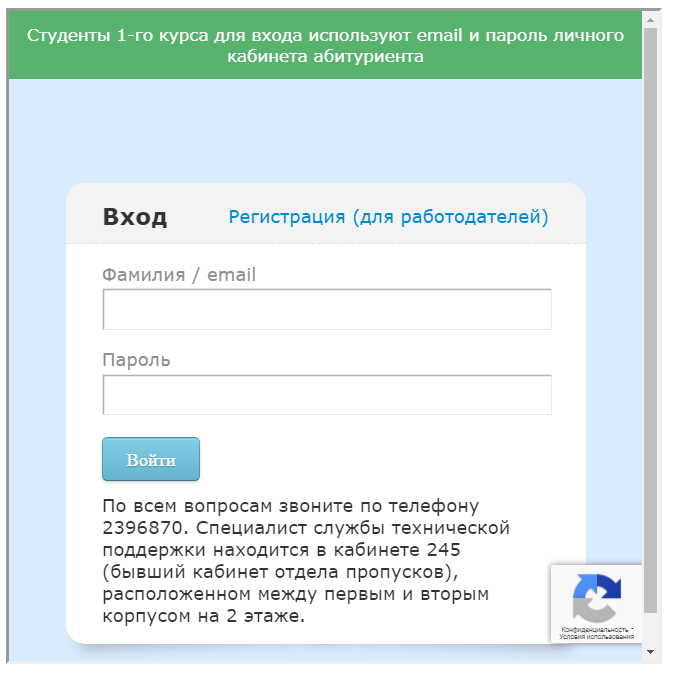 Студенты 1-го курса для входа используют email и пароль личного
кабинета абитуриента
Вход
Регистрация (для работодателей)
Фамилия / email
Пароль
Войти
По всем вопросам звоните по телефону
2396870. Специалист службы технической
поддержки находится в кабинете 245
(бывший кабинет отдела пропусков),
расположенном между первым и вторым
корпусом на 2 этаже.
Конфиденциальность -
Условия использования